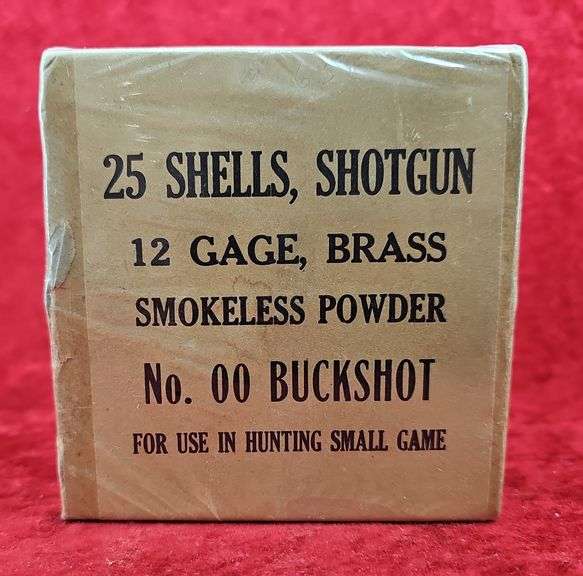 25 SHELLS, SHOTGUN
12 GAGE, BRASS
SMOKELESS POWDER
No. 00 BUCKSHOT
FOR USE IN HUNTING SMALL GAME